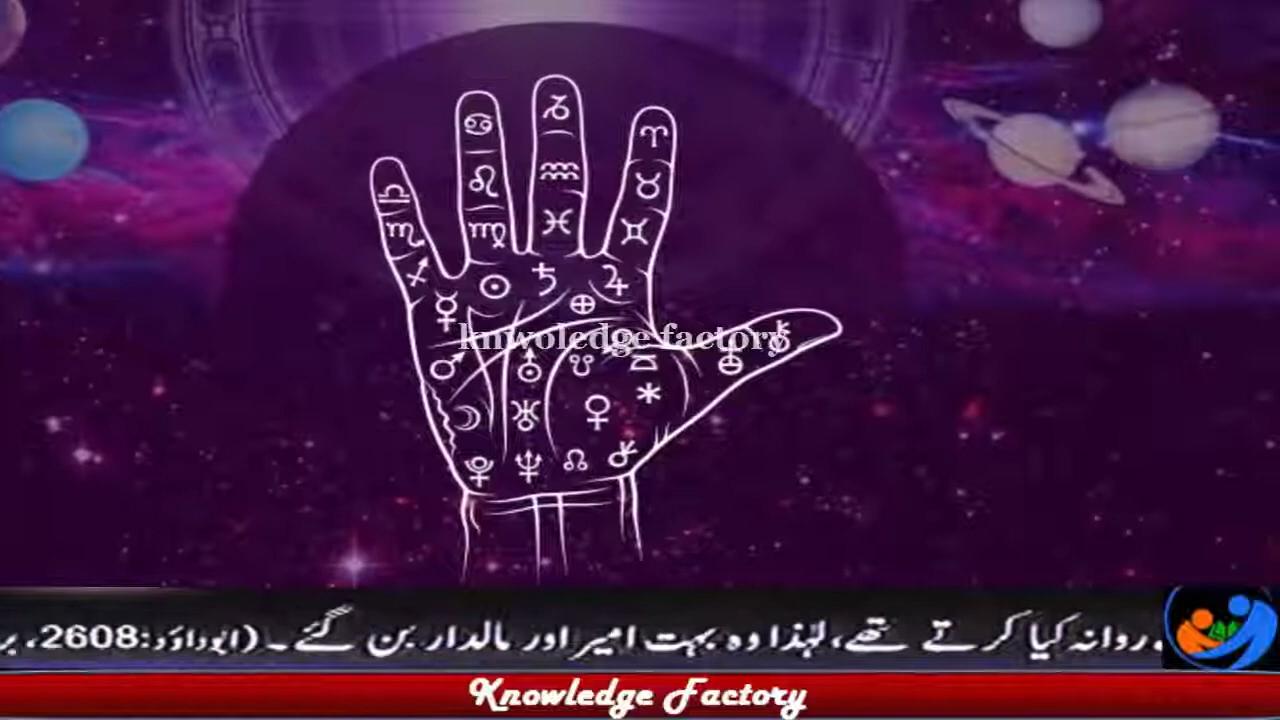 knwoledge factory
روانہ کیا کرتے تھے، لہٰذا وہ بہت امیر اور مالدار بن گئے۔ (ابوداؤد:2608،
Knowledge Factory